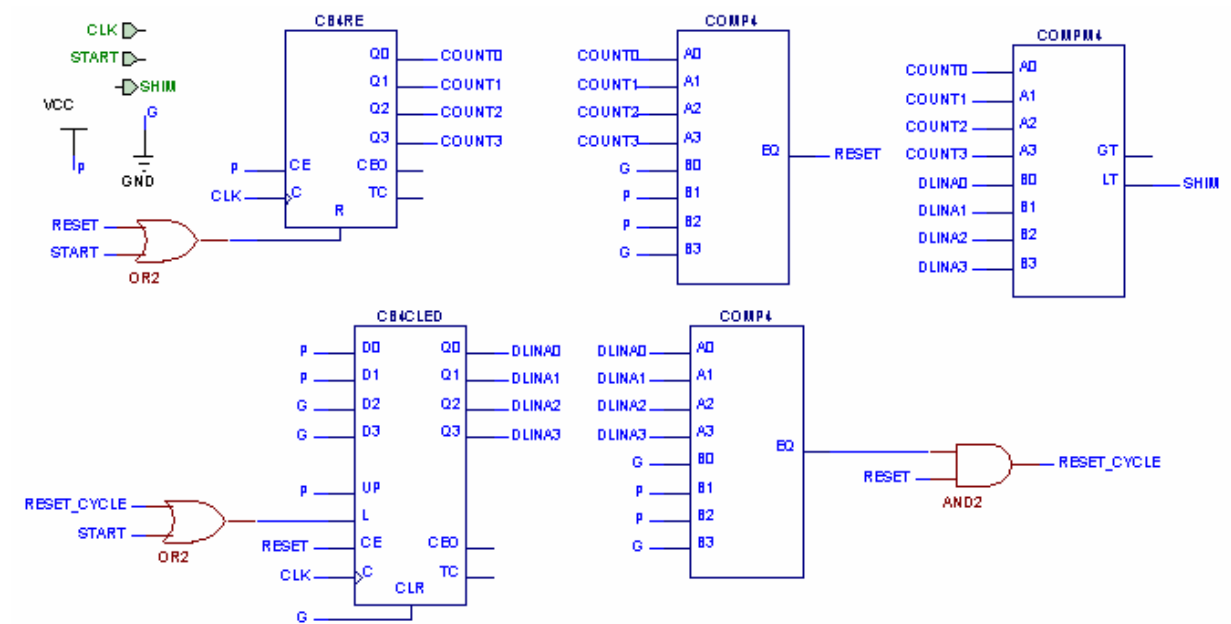 CLK
START
SHIM
VCC
P
G
GND
CB4RE
Q0 COUNT0
Q1 COUNT1
Q2 COUNT2
Q3 COUNT3
P CE CEO
CLK C TC
R
RESET
START
OR2
COMP4
COUNT0 A0
COUNT1 A1
COUNT2 A2
COUNT3 A3
G B0
P B1
P B2
G B3
EQ RESET
COMPM4
COUNT0 A0
COUNT1 A1
COUNT2 A2
COUNT3 A3 GT
DLINA0 B0 LT SHIM
DLINA1 B1
DLINA2 B2
DLINA3 B3
CB4CLED
P D0 Q0 DLINA0
P D1 Q1 DLINA1
G D2 Q2 DLINA2
G D3 Q3 DLINA3
P UP
RESET_CYCLE
START
OR2
L
RESET CE CEO
CLK C TC
CLR
G
COMP4
DLINA0 A0
DLINA1 A1
DLINA2 A2
DLINA3 A3
G B0
P B1
P B2
G B3
EQ
RESET
AND2
RESET_CYCLE